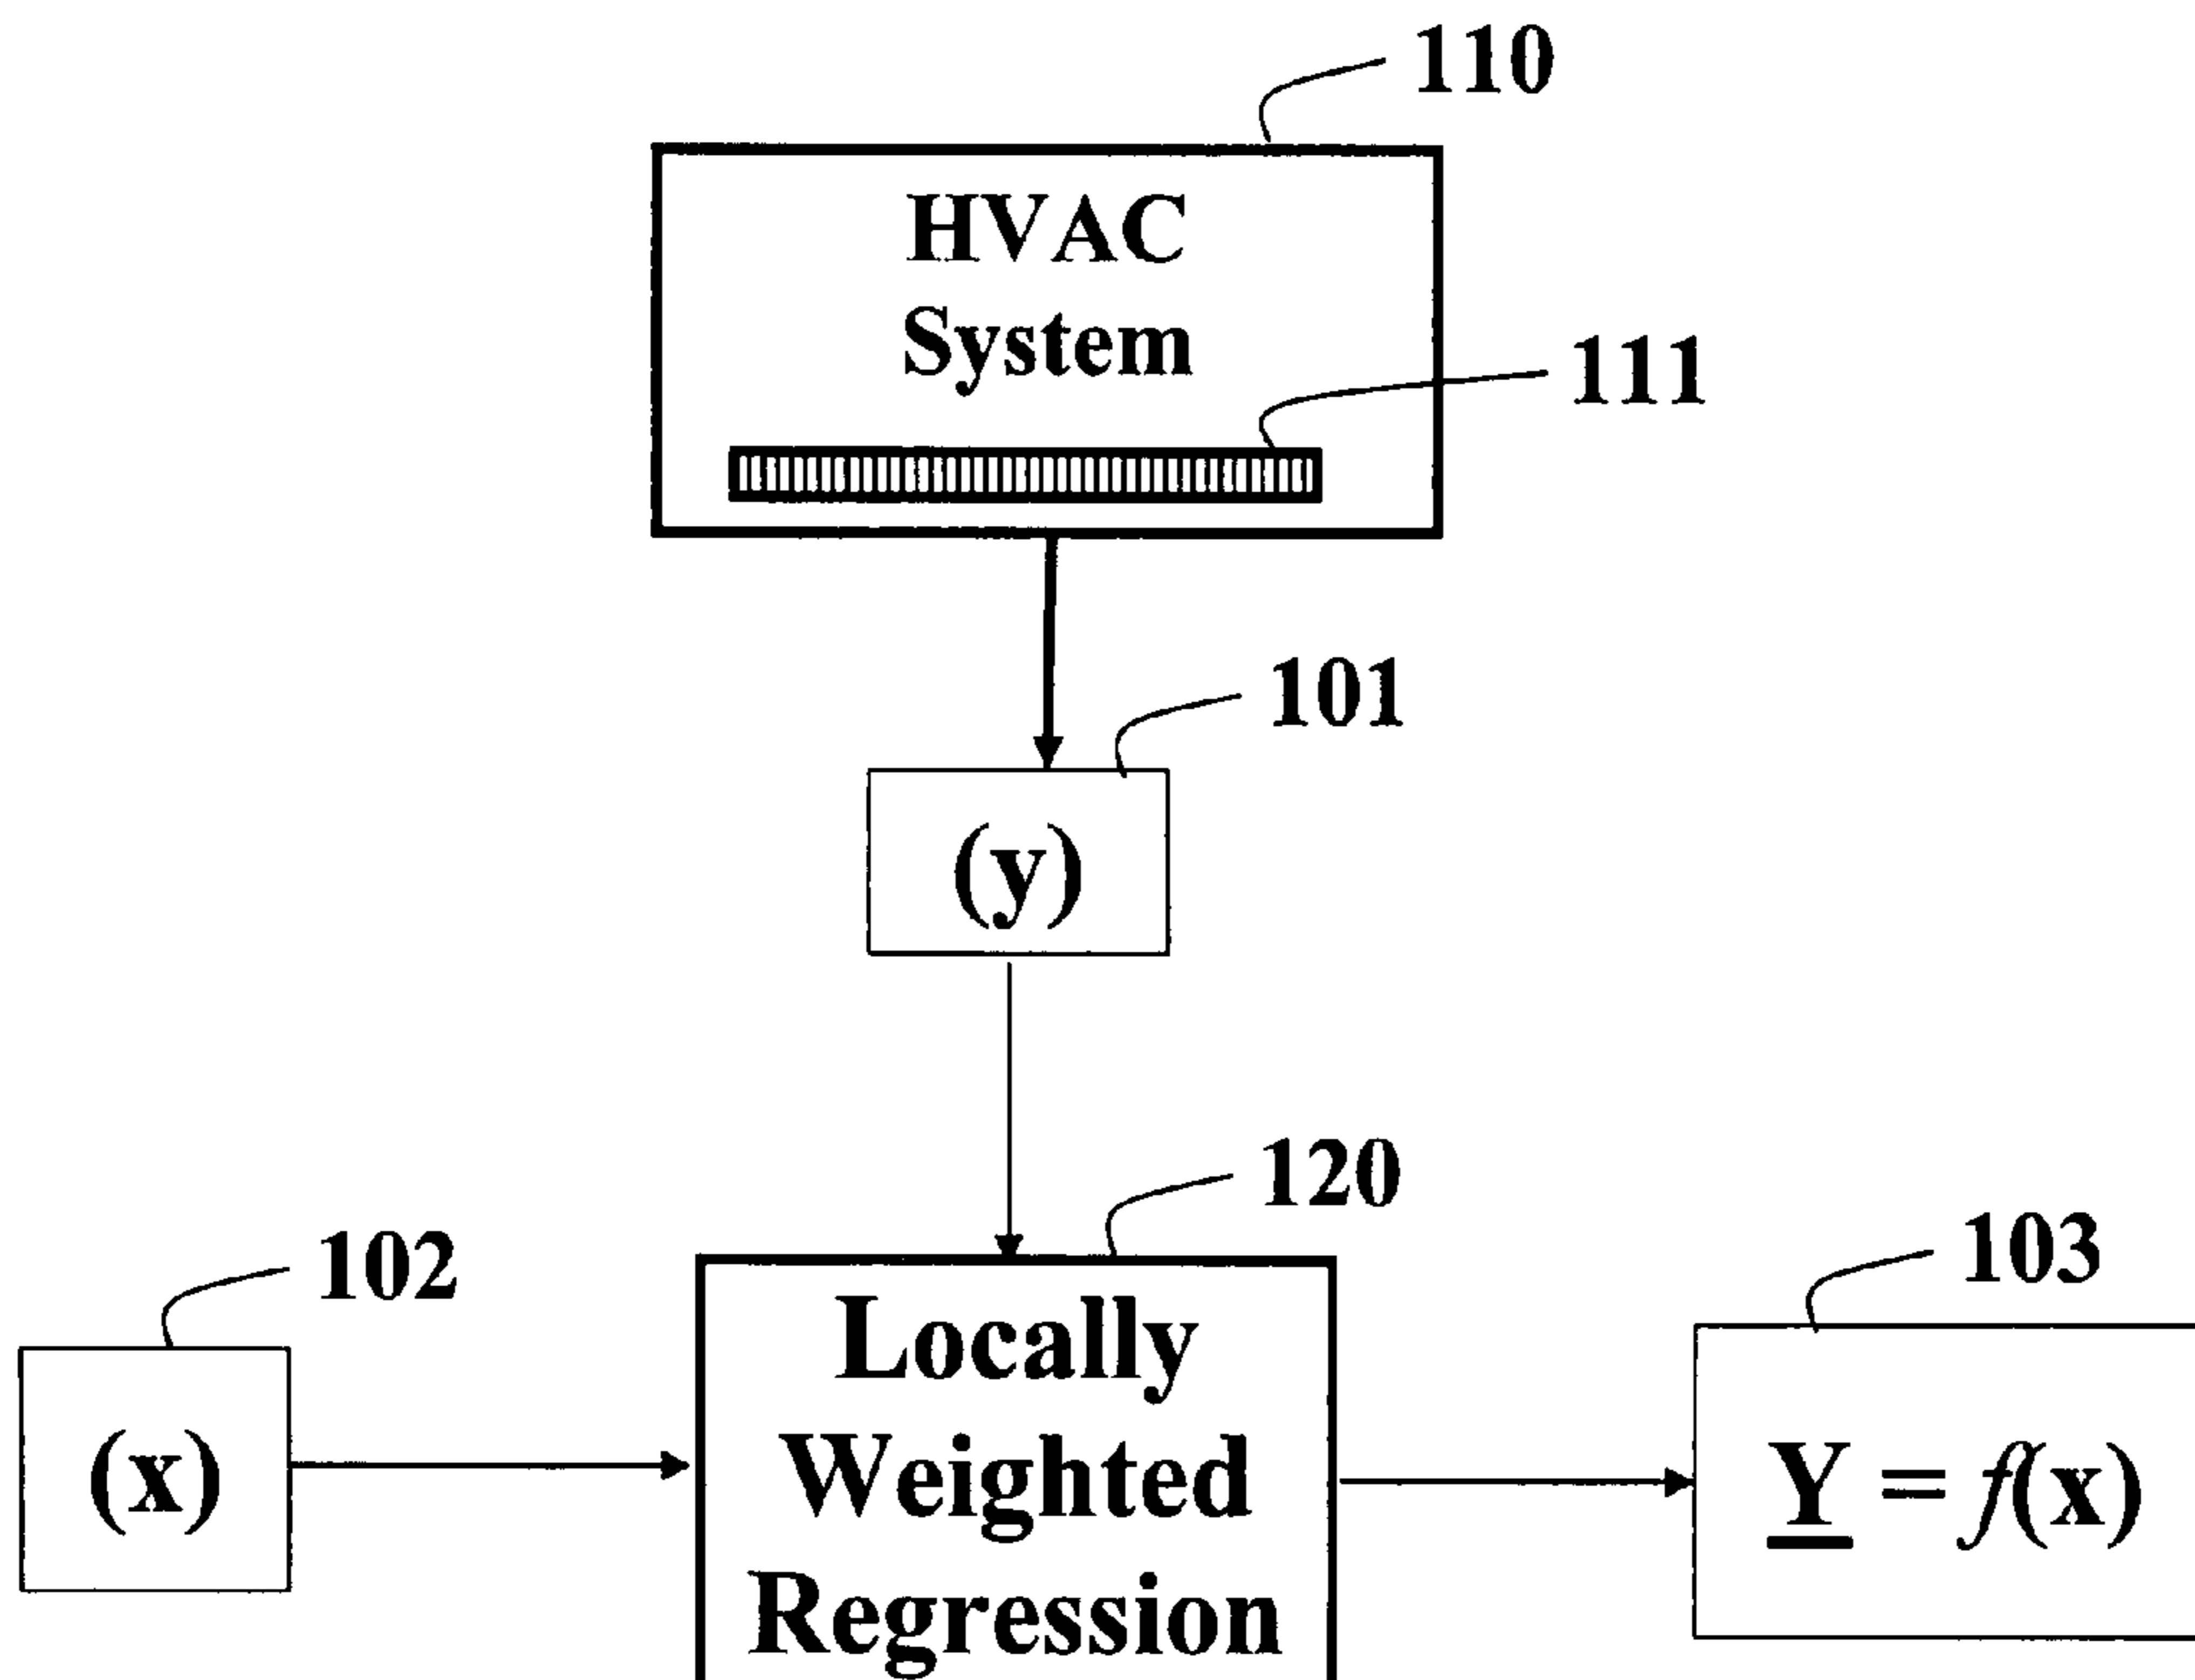 110
HVAC
System
111
101
(y)
120
102
103
Locally
(x)
Weighted
Y = f(x)
Regression